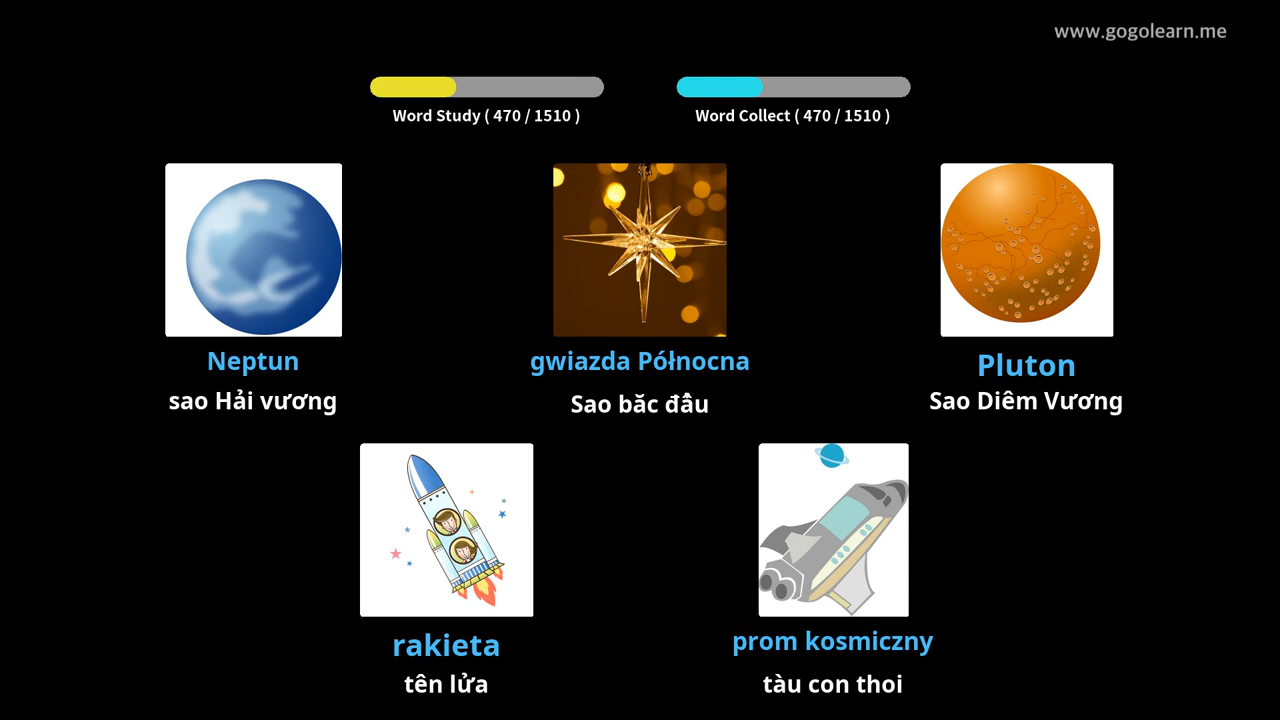 www.gogolearn.me
Word Study ( 470 / 1510 )
Word Collect ( 470 / 1510 )
Neptun
gwiazda Północna
Pluton
sao Hải vương
Sao băc đâu
Sao Diêm Vương
rakieta
prom kosmiczny
tên lửa
tàu con thoi